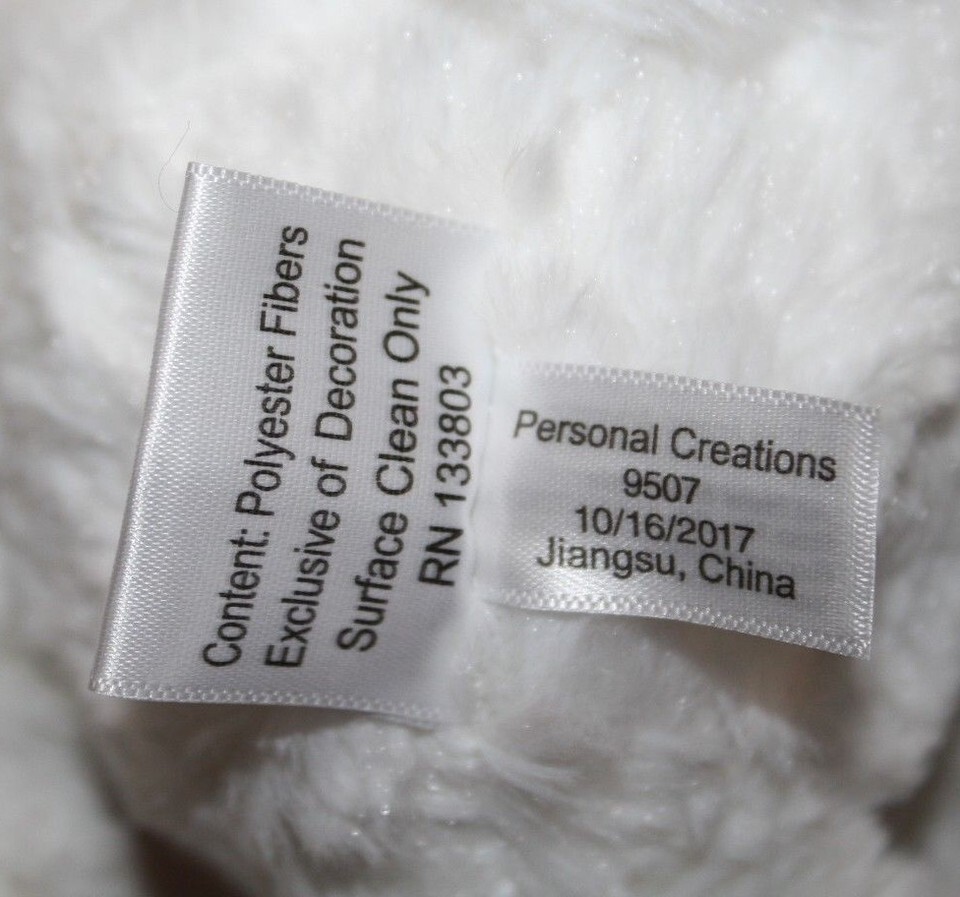 Content: Polyester Fibers
Exclusive of Decoration
Surface Clean Only
RN 133803
Personal Creations
9507
10/16/2017
Jiangsu, China